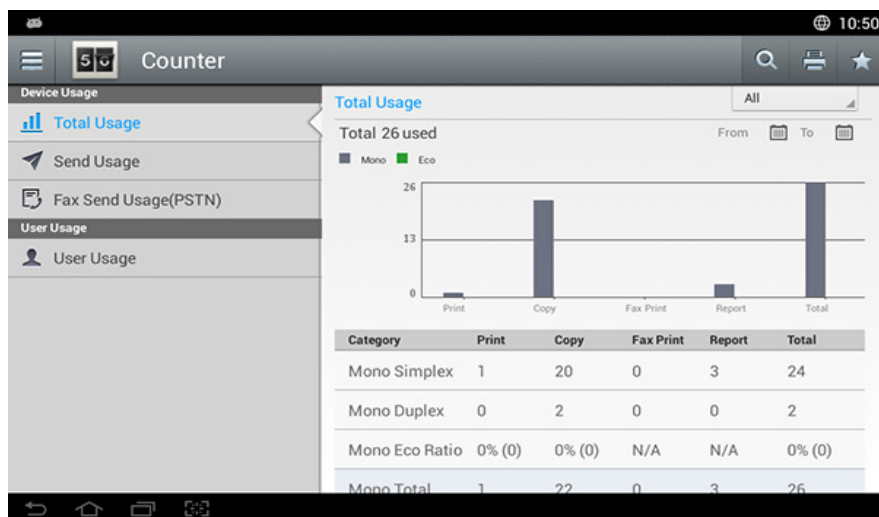 10:50
50 Counter
Device Usage
Total Usage
Send Usage
Fax Send Usage(PSTN)
User Usage
User Usage
Total Usage All
Total 26 used From To
Mono Eco
26
13
0
Print Copy Fax Print Report Total
Category Print Copy Fax Print Report Total
Mono Simplex 1 20 0 3 24
Mono Duplex 0 2 0 0 2
Mono Eco Ratio 0% (0) 0% (0) N/A N/A 0% (0)
Mono Total 1 22 0 3 26